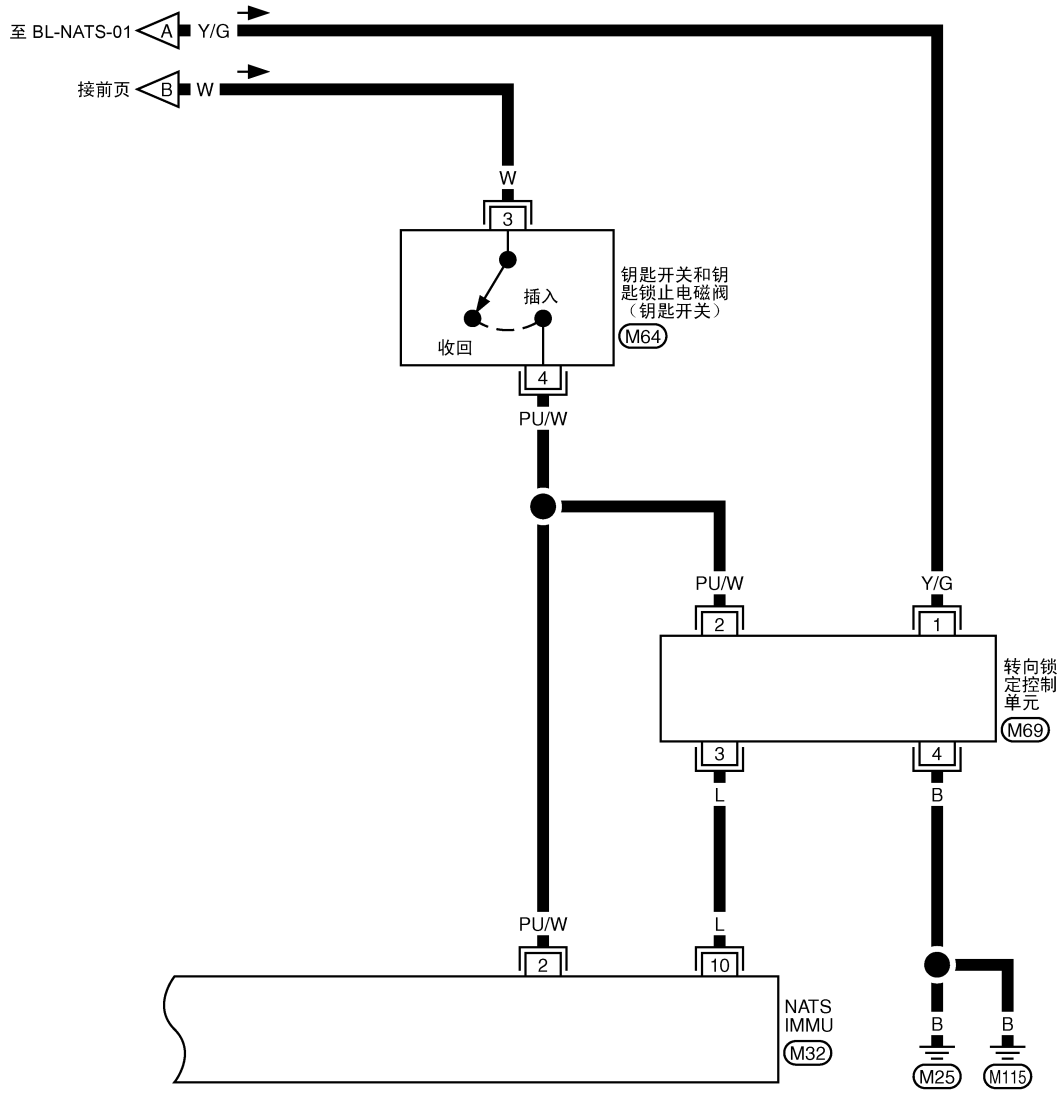 至 BL-NATS-01 A Y/G
接前页 B W
W
3
插入
收回
钥匙开关和钥
匙锁止电磁阀
（钥匙开关）
M64
4
PU/W
PU/W
Y/G
2
1
转向锁
定控制
单元
M69
3
4
L
B
PU/W
L
2
10
NATS
IMMU
M32
B
B
M25
M115